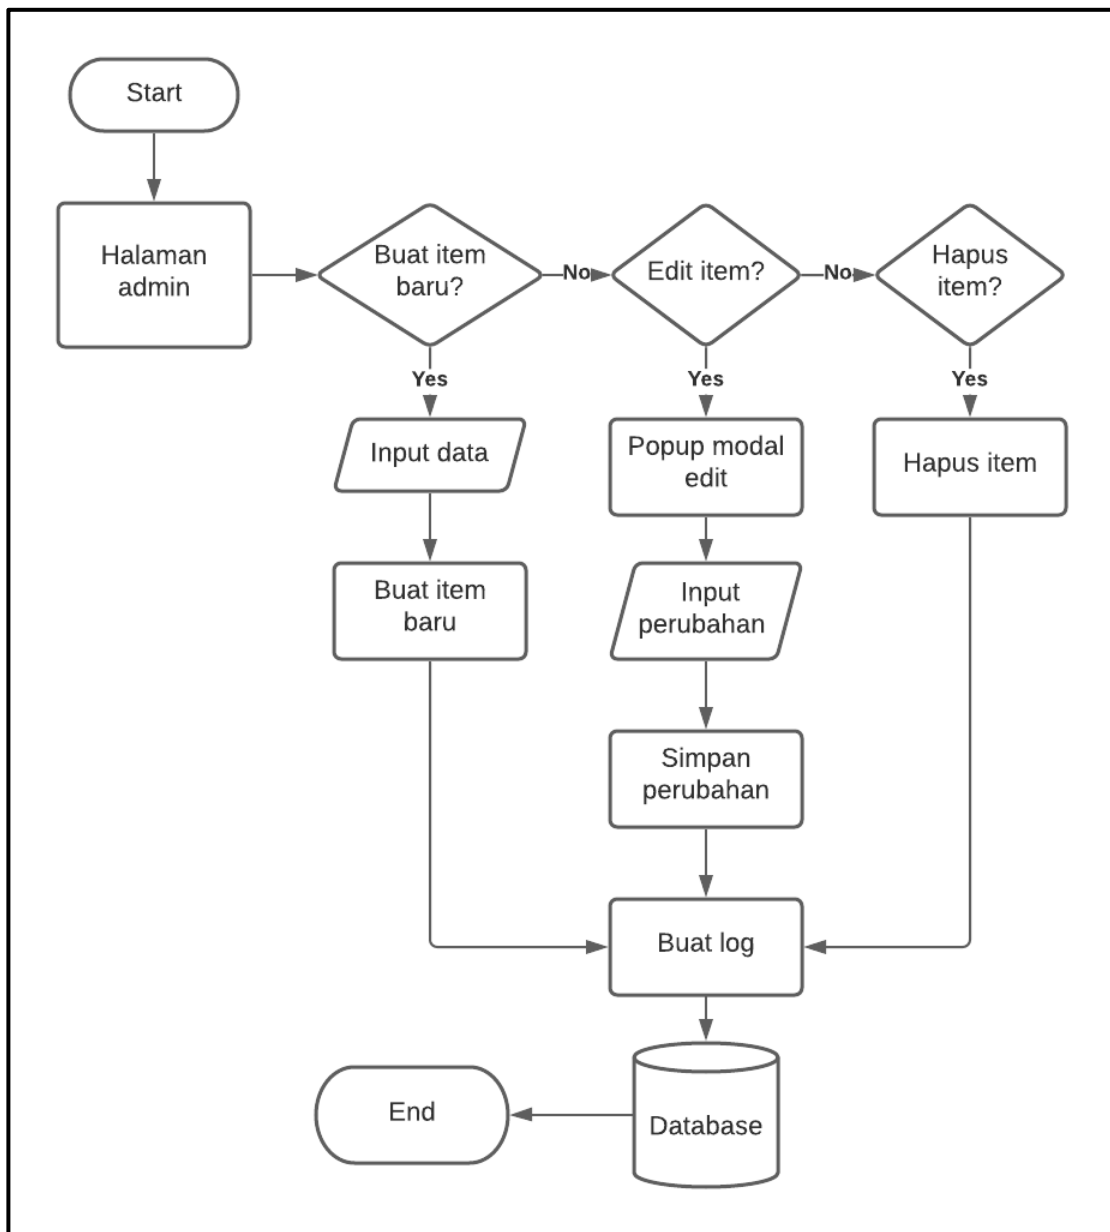 Start
Halaman
admin
Buat item
baru?
No
Edit item?
No
Hapus
item?
Yes
Yes
Yes
Input data
Popup modal
edit
Hapus item
Buat item
baru
Input
perubahan
Simpan
perubahan
Buat log
End
Database